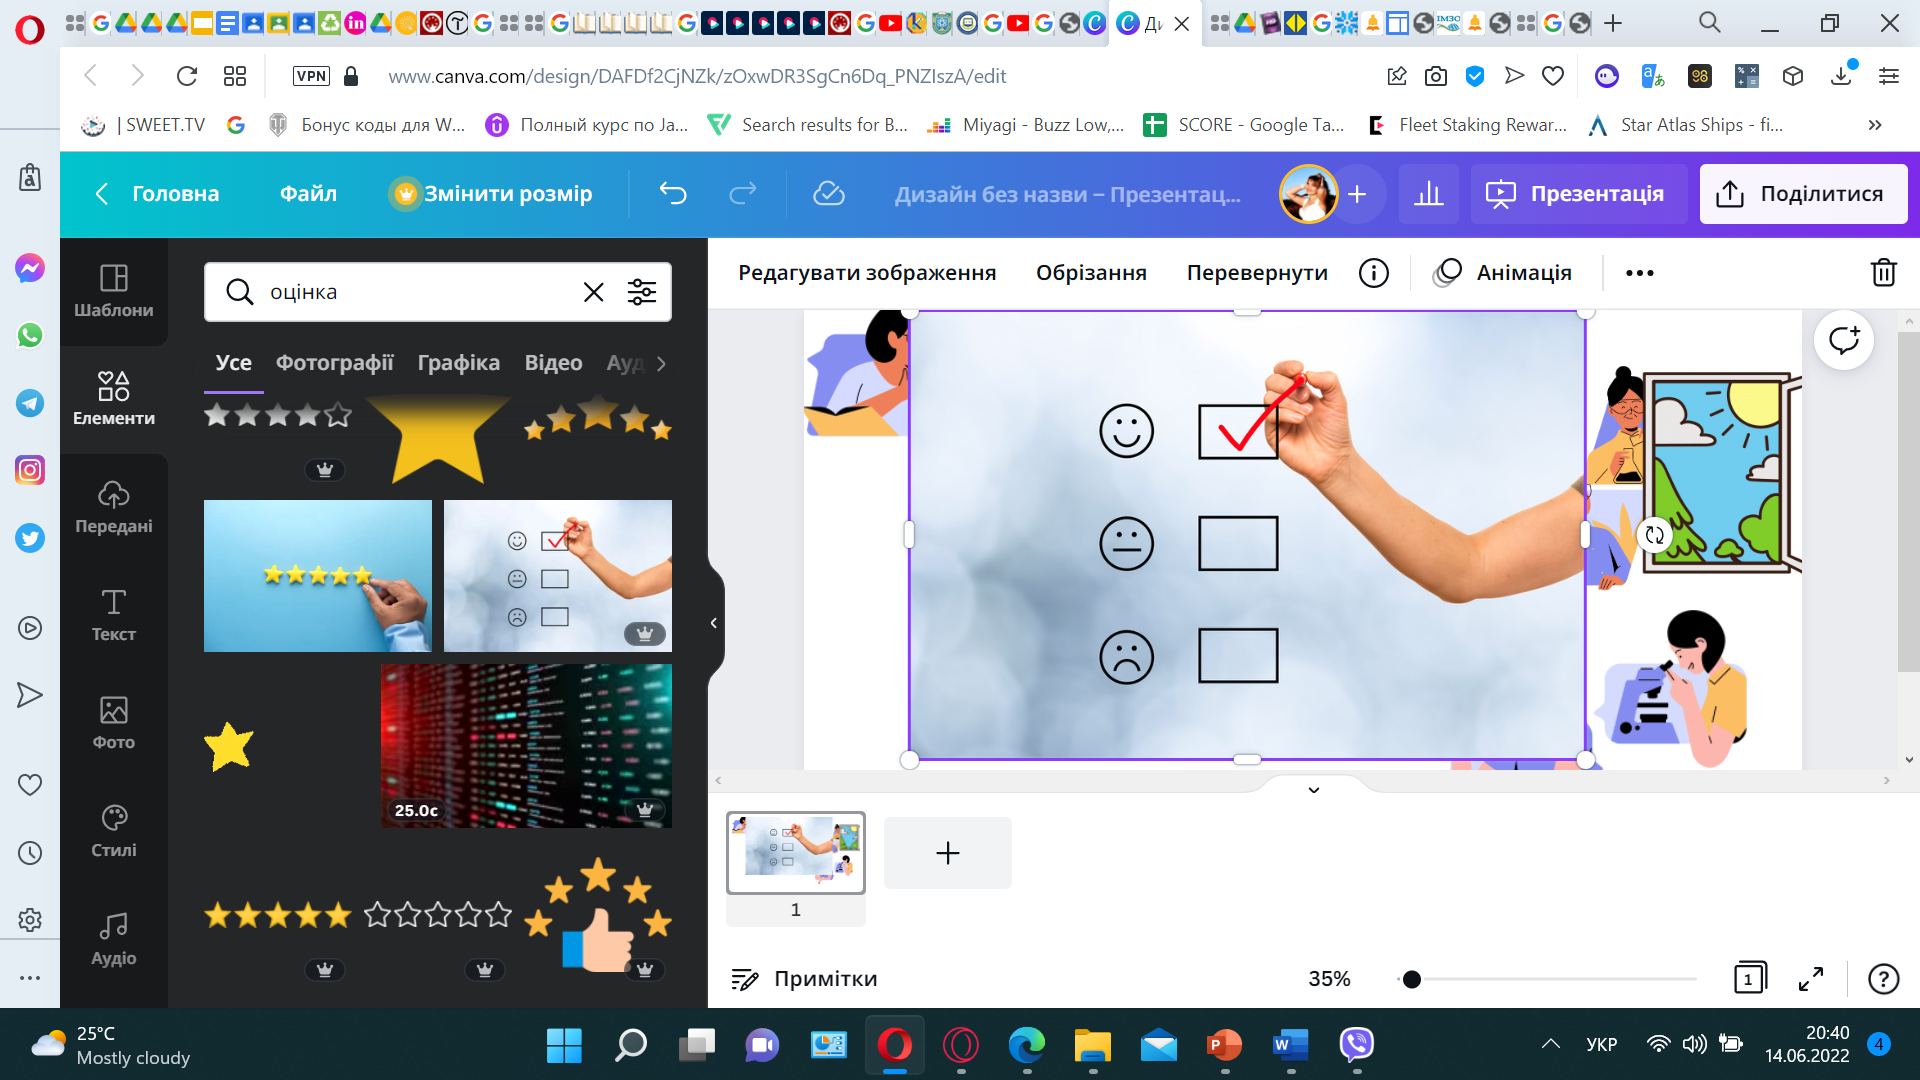 Ди
VPN
www.canva.com/design/DAFDf2CjNZk/zOxwDR3SgCn6Dq_PNZIszA/edit
| SWEET.TV
Бонус коды для W...
Полный курс по Ja...
Search results for B...
Miyagi - Buzz Low,...
SCORE - Google Ta...
Fleet Staking Rewar...
Star Atlas Ships - fi...
Головна
Файл
Змінити розмір
Дизайн без назви – Презентац...
Презентація
Поділитися
Шаблони
Елементи
Передані
Текст
Фото
Стилі
Аудіо
оцінка
Усе
Фотографії
Графіка
Відео
Ауд
25.0с
Редагувати зображення
Обрізання
Перевернути
Анімація
1
Примітки
35%
1
25°C
Mostly cloudy
УКР
20:40
14.06.2022
4